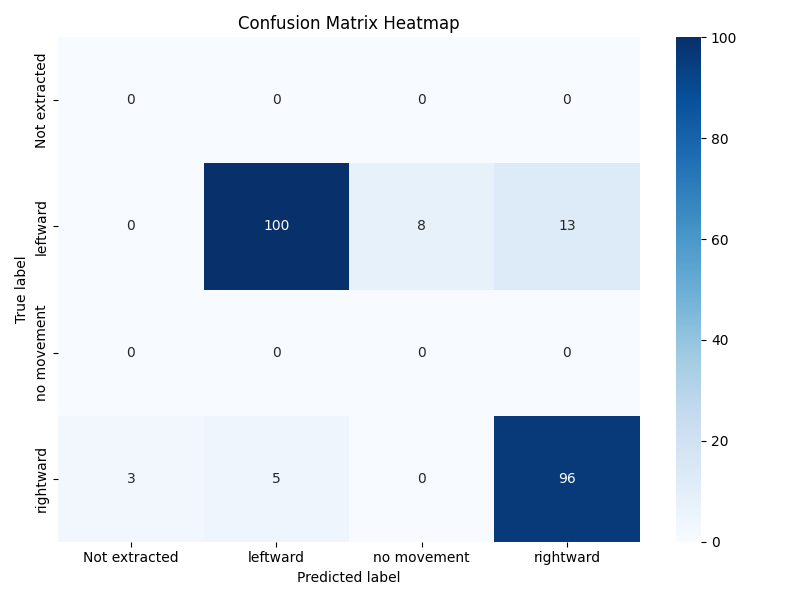 Confusion Matrix Heatmap
True label
Not extracted
0 0 0 0
leftward
0 100 8 13
no movement
0 0 0 0
rightward
3 5 0 96
Not extracted leftward no movement rightward
Predicted label
100
80
60
40
20
0